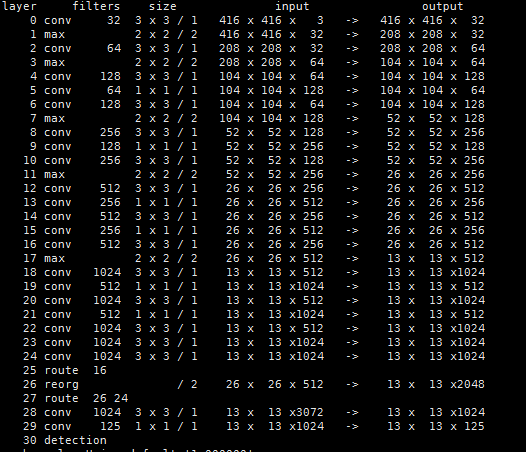 layer filters size input output
0 conv 32 3 x 3 / 1 416 x 416 x 3 -> 416 x 416 x 32
1 max 2 x 2 / 2 416 x 416 x 32 -> 208 x 208 x 32
2 conv 64 3 x 3 / 1 208 x 208 x 32 -> 208 x 208 x 64
3 max 2 x 2 / 2 208 x 208 x 64 -> 104 x 104 x 64
4 conv 128 3 x 3 / 1 104 x 104 x 64 -> 104 x 104 x 128
5 conv 64 1 x 1 / 1 104 x 104 x 128 -> 104 x 104 x 64
6 conv 128 3 x 3 / 1 104 x 104 x 64 -> 104 x 104 x 128
7 max 2 x 2 / 2 104 x 104 x 128 -> 52 x 52 x 128
8 conv 256 3 x 3 / 1 52 x 52 x 128 -> 52 x 52 x 256
9 conv 128 1 x 1 / 1 52 x 52 x 256 -> 52 x 52 x 128
10 conv 256 3 x 3 / 1 52 x 52 x 128 -> 52 x 52 x 256
11 max 2 x 2 / 2 52 x 52 x 256 -> 26 x 26 x 256
12 conv 512 3 x 3 / 1 26 x 26 x 256 -> 26 x 26 x 512
13 conv 256 1 x 1 / 1 26 x 26 x 512 -> 26 x 26 x 256
14 conv 512 3 x 3 / 1 26 x 26 x 256 -> 26 x 26 x 512
15 conv 256 1 x 1 / 1 26 x 26 x 512 -> 26 x 26 x 256
16 conv 512 3 x 3 / 1 26 x 26 x 256 -> 26 x 26 x 512
17 max 2 x 2 / 2 26 x 26 x 512 -> 13 x 13 x 512
18 conv 1024 3 x 3 / 1 13 x 13 x 512 -> 13 x 13 x1024
19 conv 512 1 x 1 / 1 13 x 13 x1024 -> 13 x 13 x 512
20 conv 1024 3 x 3 / 1 13 x 13 x 512 -> 13 x 13 x1024
21 conv 512 1 x 1 / 1 13 x 13 x1024 -> 13 x 13 x 512
22 conv 1024 3 x 3 / 1 13 x 13 x 512 -> 13 x 13 x1024
23 conv 1024 3 x 3 / 1 13 x 13 x1024 -> 13 x 13 x1024
24 conv 1024 3 x 3 / 1 13 x 13 x1024 -> 13 x 13 x1024
25 route 16
26 reorg / 2 26 x 26 x 512 -> 13 x 13 x2048
27 route 26 24
28 conv 1024 3 x 3 / 1 13 x 13 x3072 -> 13 x 13 x1024
29 conv 125 1 x 1 / 1 13 x 13 x1024 -> 13 x 13 x 125
30 detection